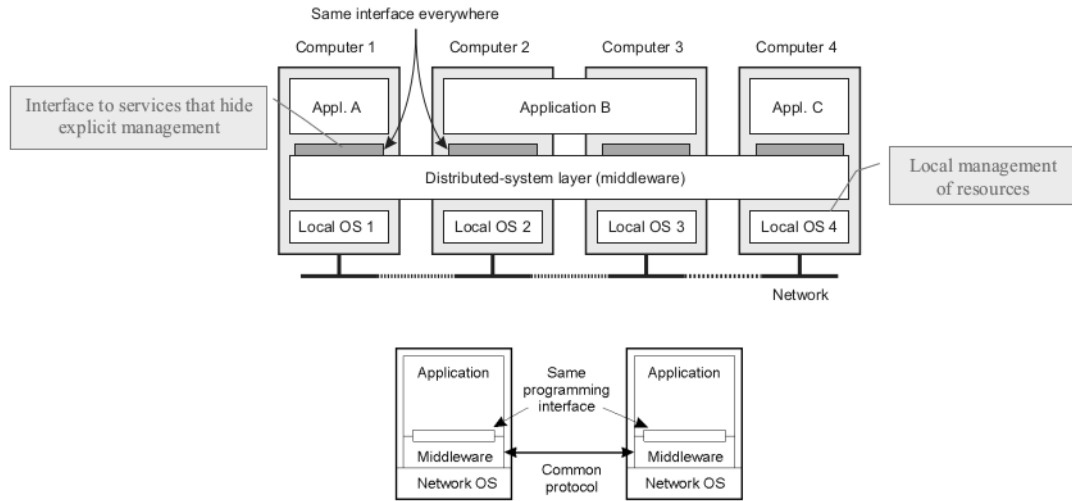 Same interface everywhere
Computer 1
Computer 2
Computer 3
Computer 4
Interface to services that hide
explicit management
Appl. A
Application B
Appl. C
Distributed-system layer (middleware)
Local management
of resources
Local OS 1
Local OS 2
Local OS 3
Local OS 4
Network
Application
Same
programming
interface
Application
Middleware
Common
protocol
Middleware
Network OS
Network OS